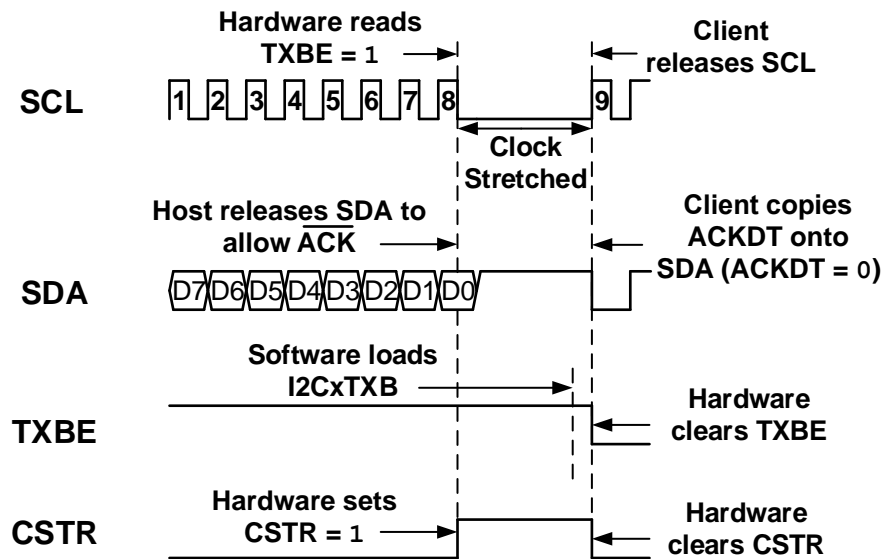 Hardware reads
TXBE = 1
Client
releases SCL
SCL
1 2 3 4 5 6 7 8 9
Clock
Stretched
Host releases SDA to
allow A̅C̅K̅
Client copies
ACKDT onto
SDA (ACKDT = 0)
SDA
D7 D6 D5 D4 D3 D2 D1 D0
Software loads
I2CxTXB
TXBE
Hardware
clears TXBE
Hardware sets
CSTR = 1
CSTR
Hardware
clears CSTR